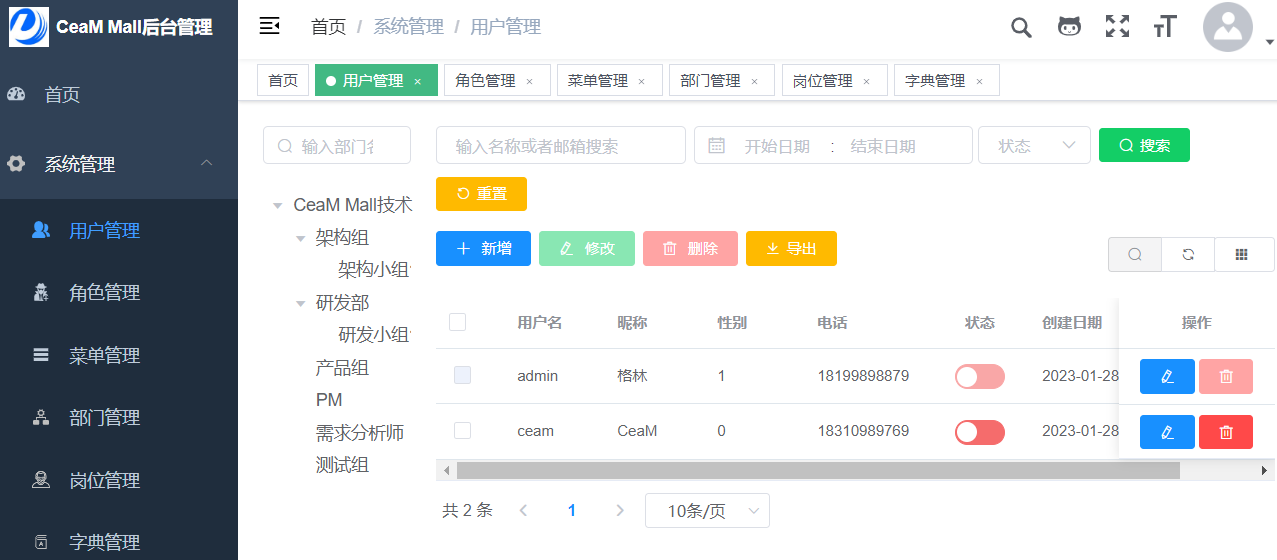 CeaM Mall后台管理
首页 / 系统管理 / 用户管理
首页 用户管理 × 角色管理 × 菜单管理 × 部门管理 × 岗位管理 × 字典管理 ×
首页
系统管理
用户管理
角色管理
菜单管理
部门管理
岗位管理
字典管理
输入部门名
CeaM Mall技术
架构组
架构小组
研发部
研发小组
产品组
PM
需求分析师
测试组
输入名称或者邮箱搜索 开始日期 : 结束日期 状态 搜索
重置
新增 修改 删除 导出
用户名 昵称 性别 电话 状态 创建日期 操作
admin 格林 1 18199898879 2023-01-28
ceam CeaM 0 18310989769 2023-01-28
共 2 条 1 10条/页